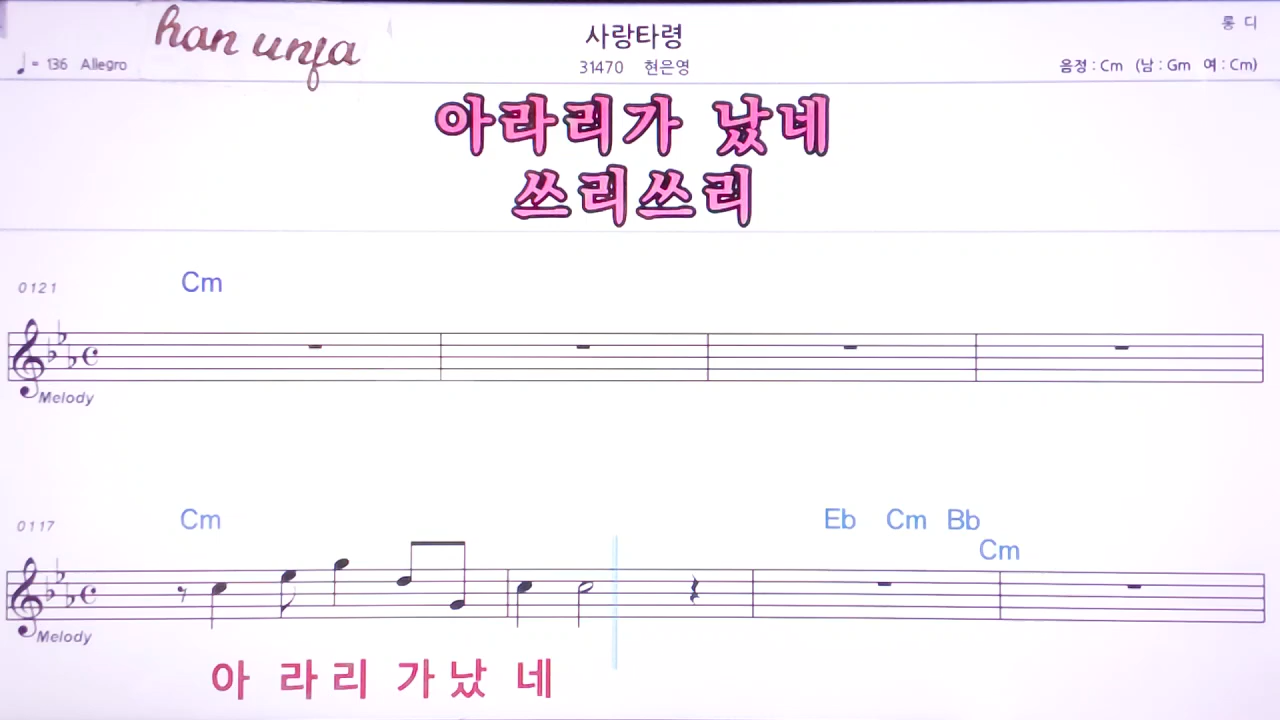 han unfa
사랑타령
롱 디
♩= 136 Allegro
31470 현은영
음정 : Cm (남 : Gm 여 : Cm)
아라리가 났네
쓰리쓰리
Cm
0121
Melody
Cm
Eb Cm Bb
Cm
0117
Melody
아 라 리 가 났 네